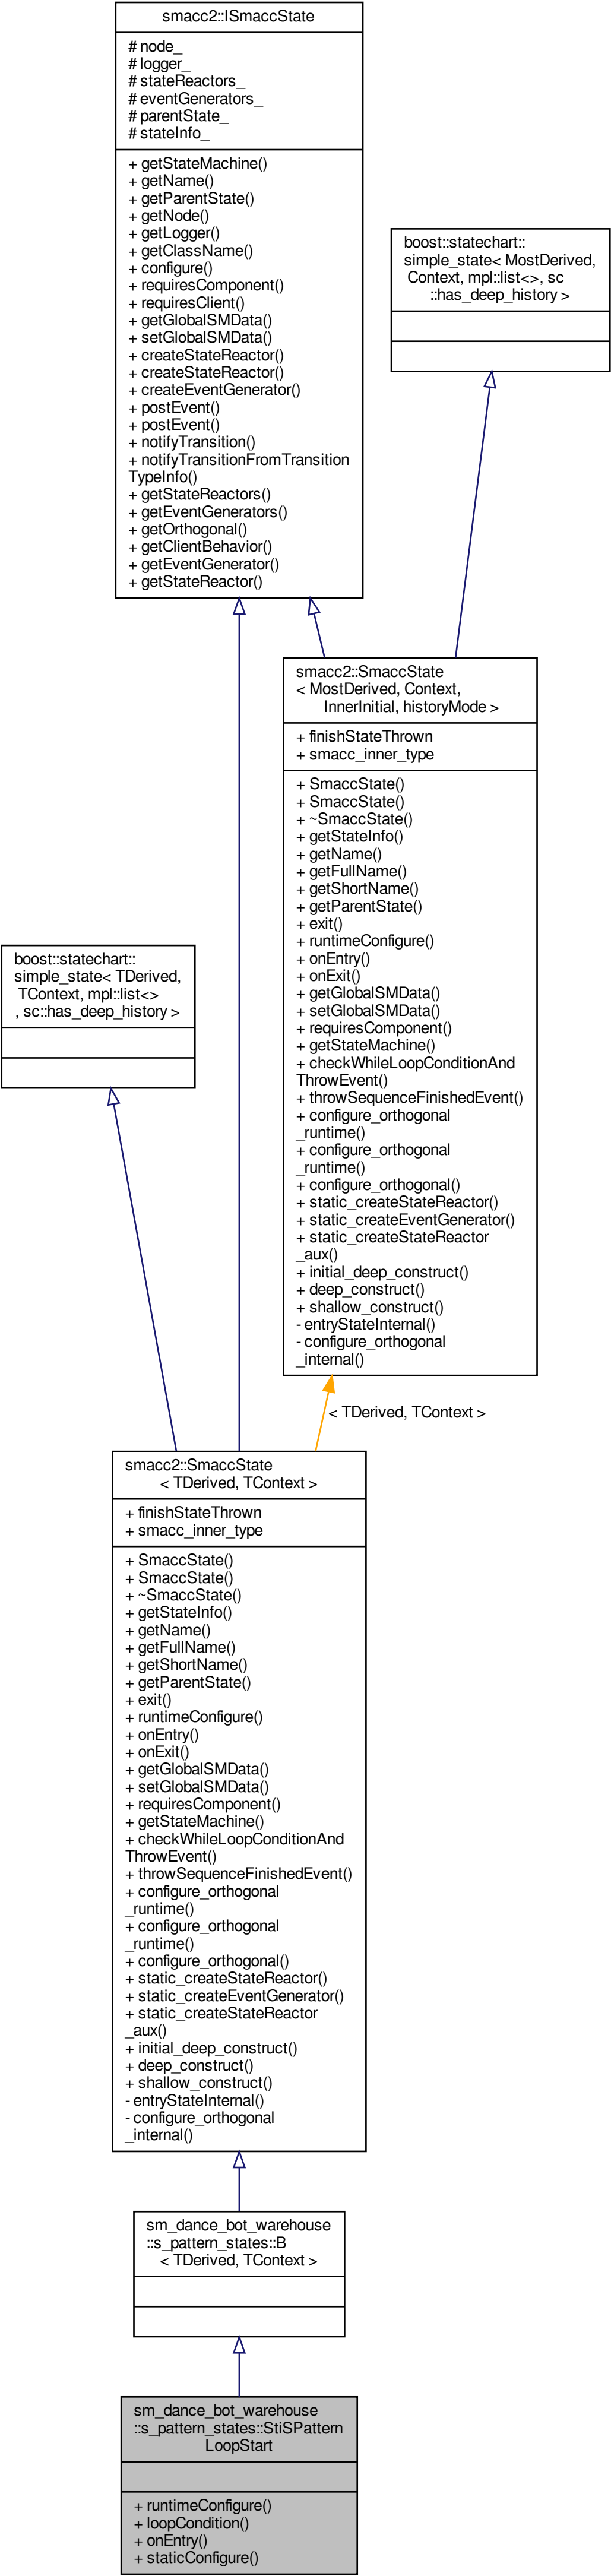 smacc2::ISmaccState
# node_
# logger_
# stateReactors_
# eventGenerators_
# parentState_
# stateInfo_
+ getStateMachine()
+ getName()
+ getParentState()
+ getNode()
+ getLogger()
+ getClassName()
+ configure()
+ requiresComponent()
+ requiresClient()
+ getGlobalSMData()
+ setGlobalSMData()
+ createStateReactor()
+ createStateReactor()
+ createEventGenerator()
+ postEvent()
+ postEvent()
+ notifyTransition()
+ notifyTransitionFromTransition
TypeInfo()
+ getStateReactors()
+ getEventGenerators()
+ getOrthogonal()
+ getClientBehavior()
+ getEventGenerator()
+ getStateReactor()
boost::statechart::
simple_state< MostDerived,
Context, mpl::list<>, sc
::has_deep_history >
smacc2::SmaccState
< MostDerived, Context,
InnerInitial, historyMode >
+ finishStateThrown
+ smacc_inner_type
+ SmaccState()
+ SmaccState()
+ ~SmaccState()
+ getStateInfo()
+ getName()
+ getFullName()
+ getShortName()
+ getParentState()
+ exit()
+ runtimeConfigure()
+ onEntry()
+ onExit()
+ getGlobalSMData()
+ setGlobalSMData()
+ requiresComponent()
+ getStateMachine()
+ checkWhileLoopConditionAnd
ThrowEvent()
+ throwSequenceFinishedEvent()
+ configure_orthogonal
_runtime()
+ configure_orthogonal
_runtime()
+ configure_orthogonal()
+ static_createStateReactor()
+ static_createEventGenerator()
+ static_createStateReactor
_aux()
+ initial_deep_construct()
+ deep_construct()
+ shallow_construct()
- entryStateInternal()
- configure_orthogonal
_internal()
boost::statechart::
simple_state< TDerived,
TContext, mpl::list<>
, sc::has_deep_history >
< TDerived, TContext >
smacc2::SmaccState
< TDerived, TContext >
+ finishStateThrown
+ smacc_inner_type
+ SmaccState()
+ SmaccState()
+ ~SmaccState()
+ getStateInfo()
+ getName()
+ getFullName()
+ getShortName()
+ getParentState()
+ exit()
+ runtimeConfigure()
+ onEntry()
+ onExit()
+ getGlobalSMData()
+ setGlobalSMData()
+ requiresComponent()
+ getStateMachine()
+ checkWhileLoopConditionAnd
ThrowEvent()
+ throwSequenceFinishedEvent()
+ configure_orthogonal
_runtime()
+ configure_orthogonal
_runtime()
+ configure_orthogonal()
+ static_createStateReactor()
+ static_createEventGenerator()
+ static_createStateReactor
_aux()
+ initial_deep_construct()
+ deep_construct()
+ shallow_construct()
- entryStateInternal()
- configure_orthogonal
_internal()
sm_dance_bot_warehouse
::s_pattern_states::B
< TDerived, TContext >
sm_dance_bot_warehouse
::s_pattern_states::StiSPattern
LoopStart
+ runtimeConfigure()
+ loopCondition()
+ onEntry()
+ staticConfigure()